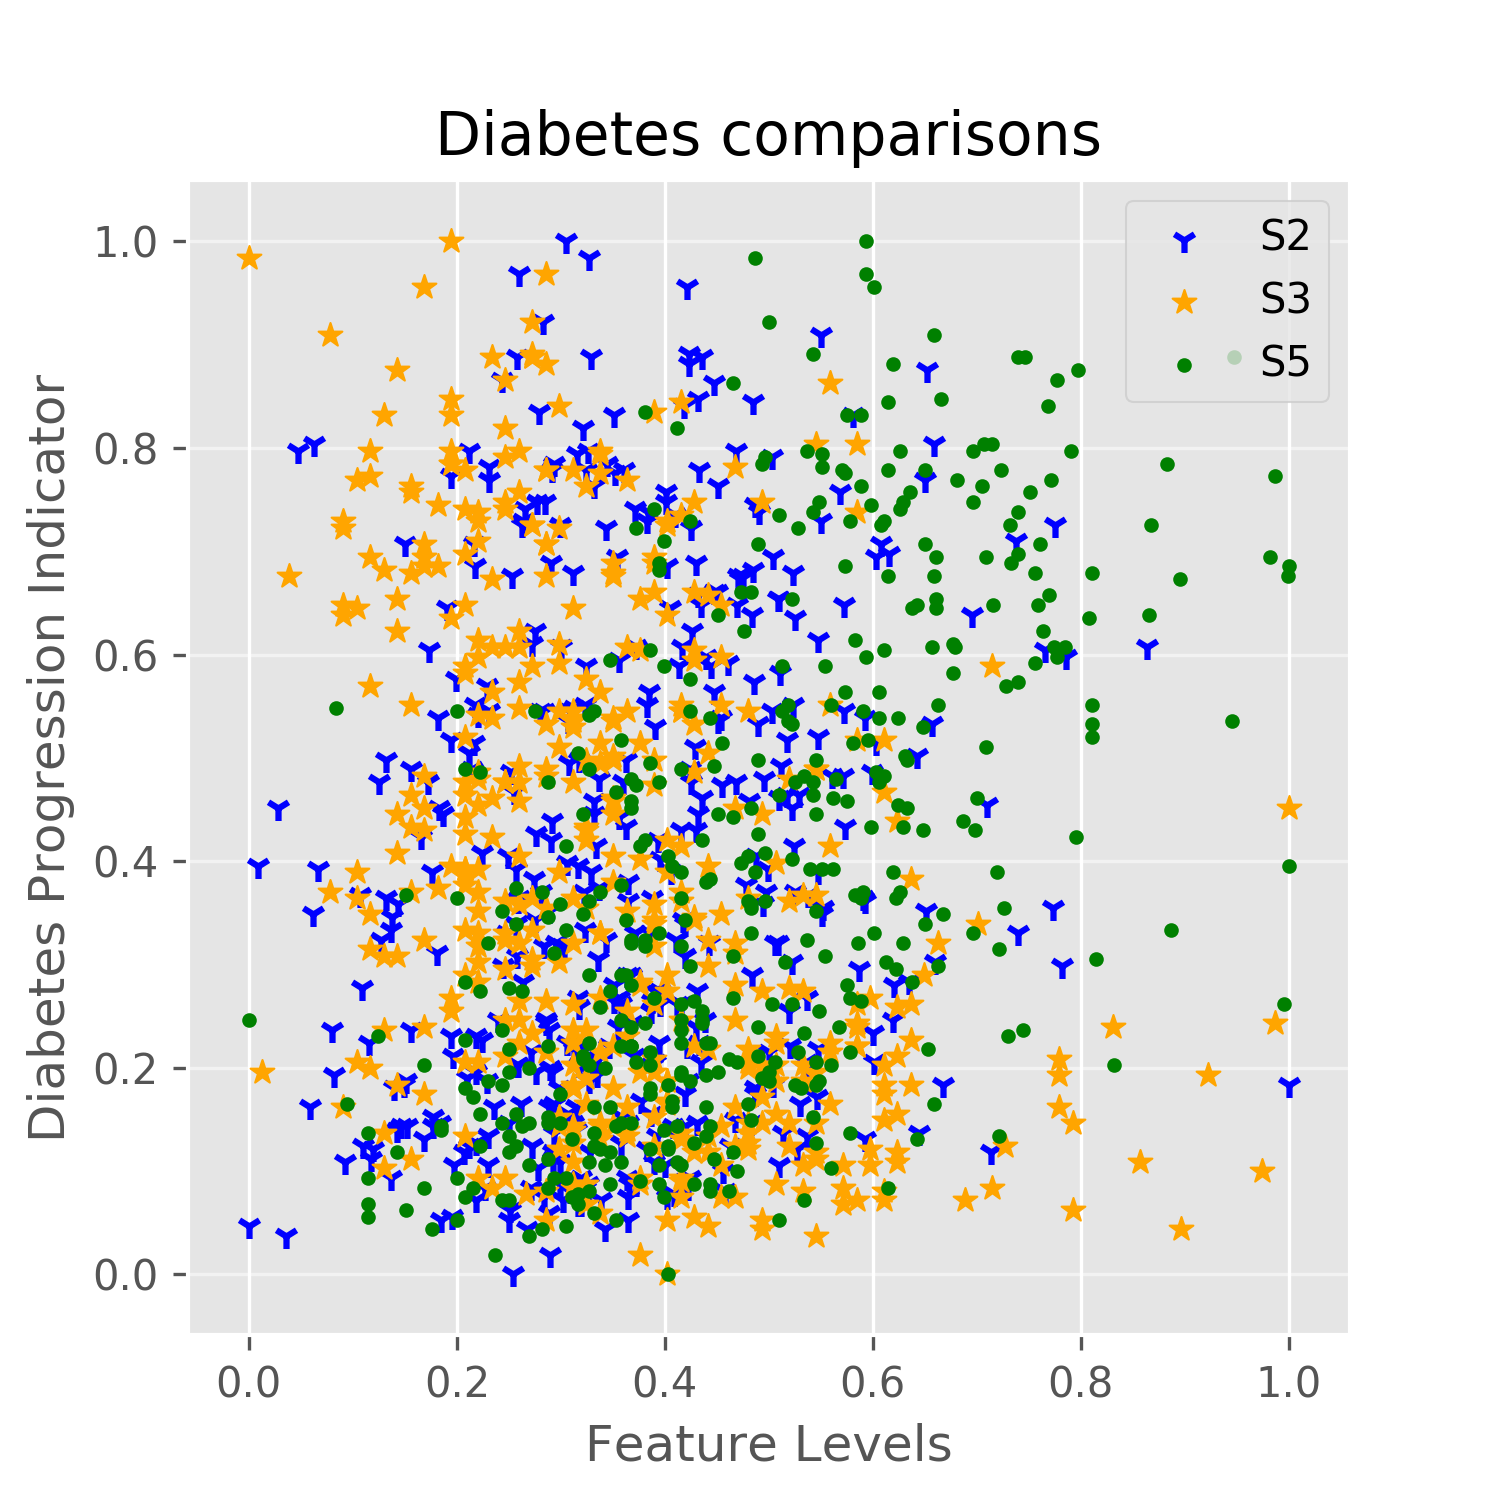 Diabetes comparisons
S2
S3
S5
Diabetes Progression Indicator
1.0
0.8
0.6
0.4
0.2
0.0
0.0 0.2 0.4 0.6 0.8 1.0
Feature Levels